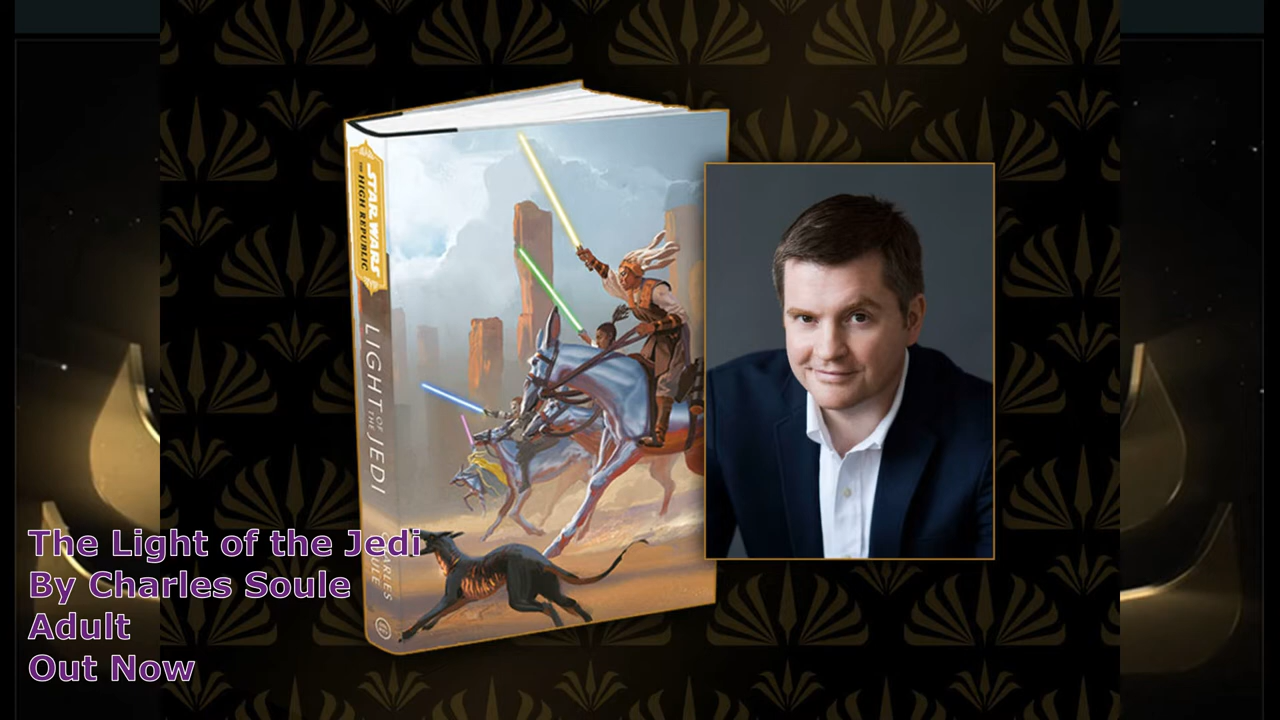 STAR WARS
THE HIGH REPUBLIC
LIGHT OF THE JEDI
CHARLES SOULE
The Light of the Jedi
By Charles Soule
Adult
Out Now